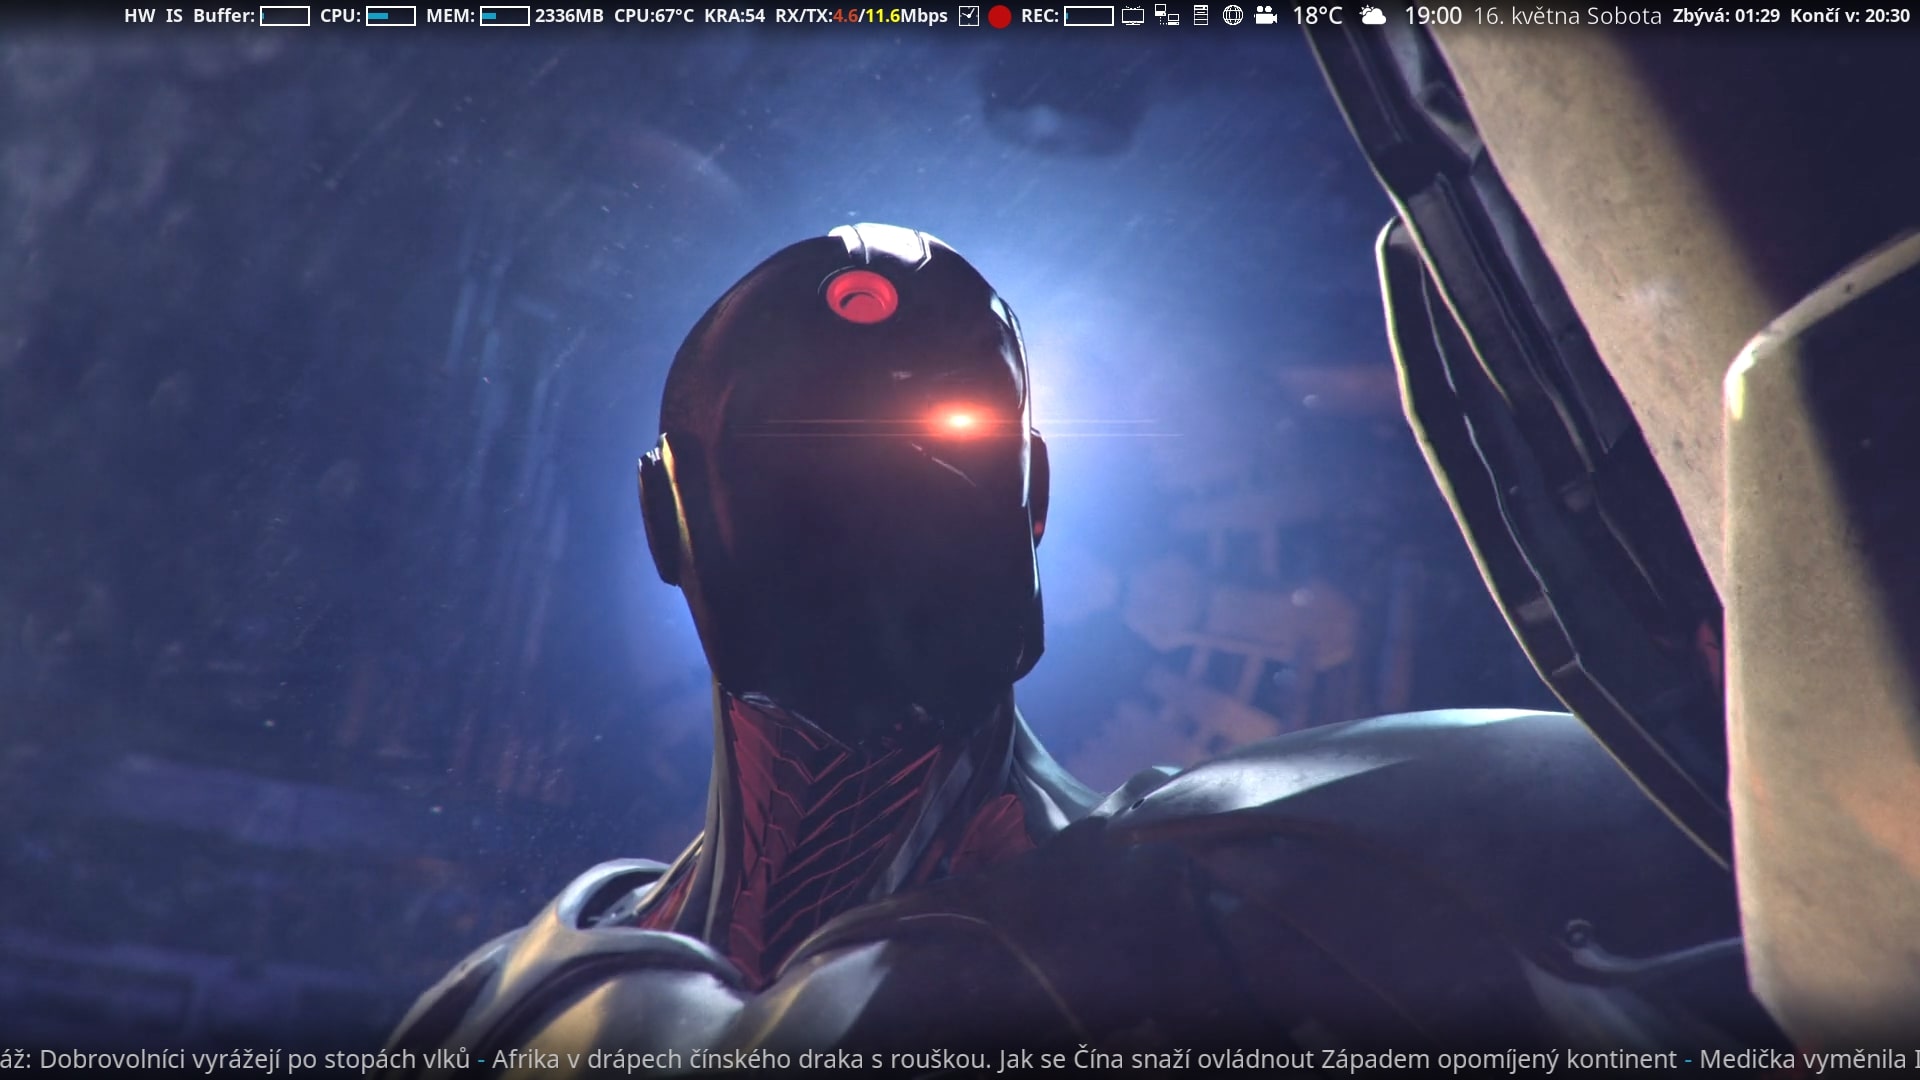 HW IS Buffer: CPU: MEM: 2336MB CPU:67°C KRA:54 RX/TX:4.6/11.6Mbps REC: 18°C 19:00 16. května Sobota Zbývá: 01:29 Končí v: 20:30
áž: Dobrovolníci vyrážejí po stopách vlků - Afrika v drápech čínského draka s rouškou. Jak se Čína snaží ovládnout Západem opomíjený kontinent - Medička vyměnila